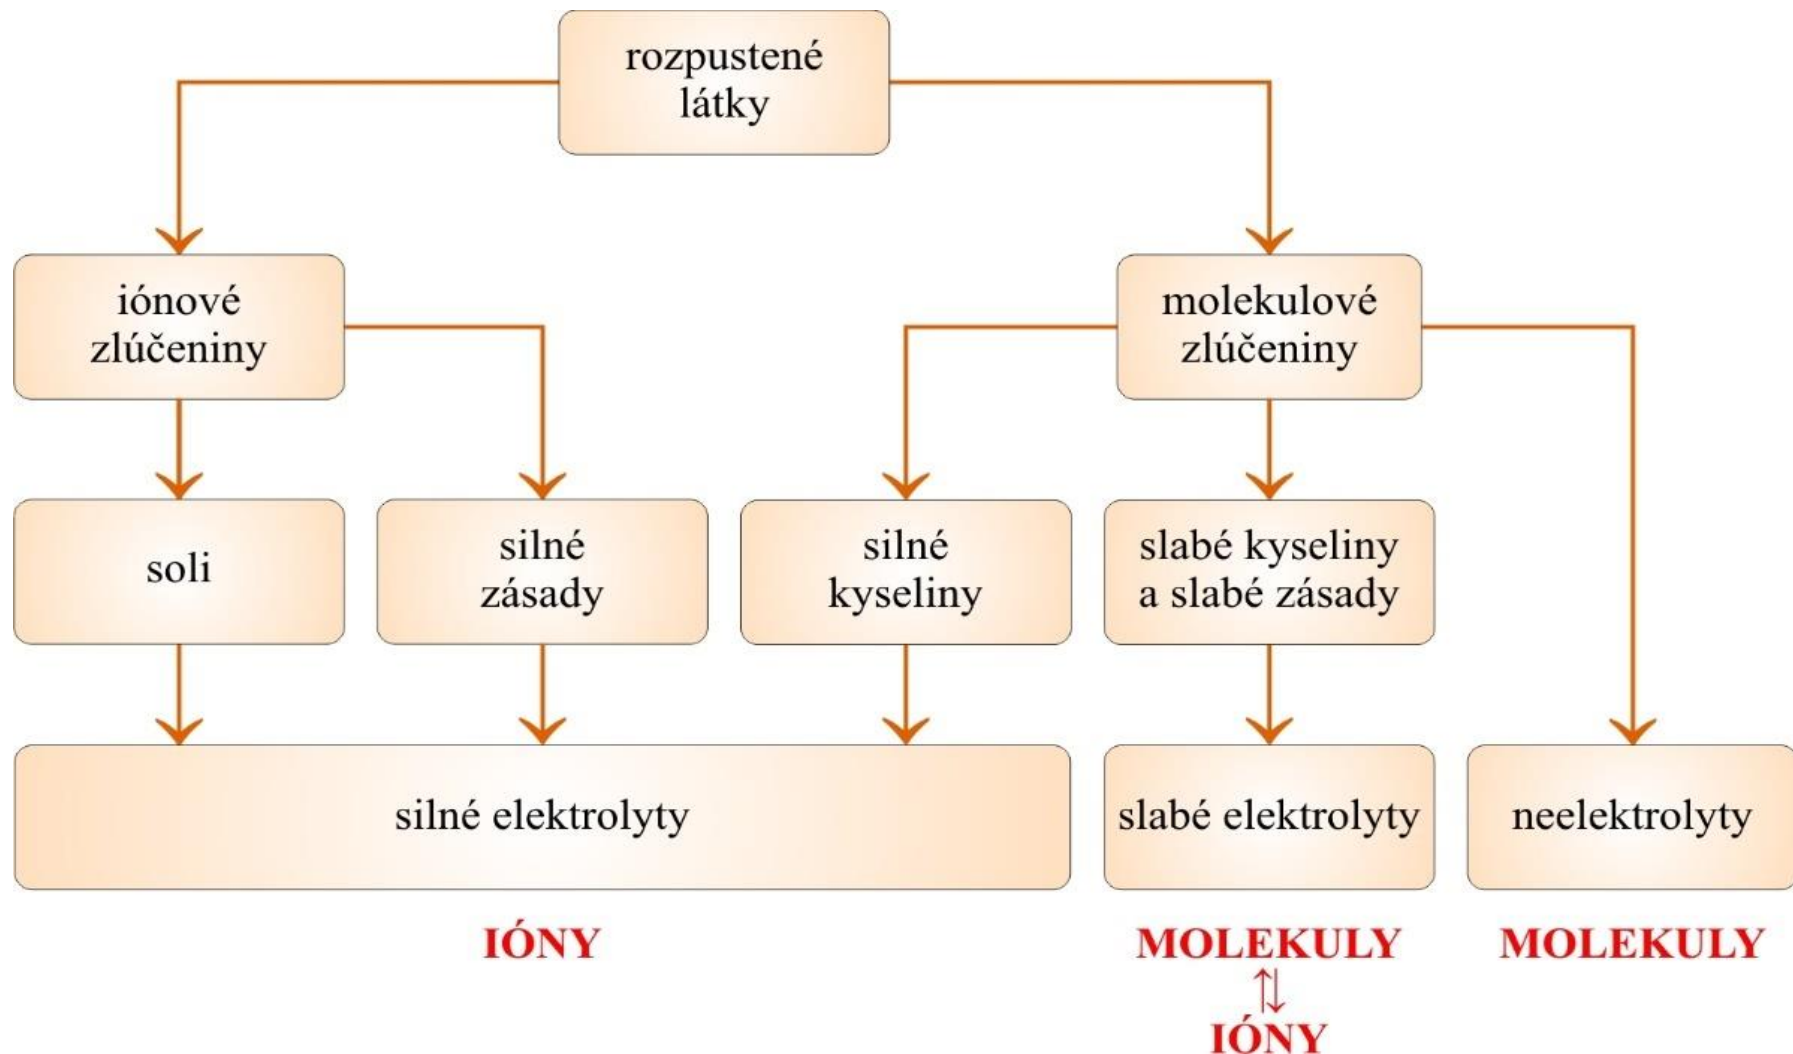 rozpustené
látky
iónové
zlúčeniny
molekulové
zlúčeniny
soli
silné
zásady
silné
kyseliny
slabé kyseliny
a slabé zásady
silné elektrolyty
slabé elektrolyty
neelektrolyty
IÓNY
MOLEKULY
⇅
IÓNY
MOLEKULY